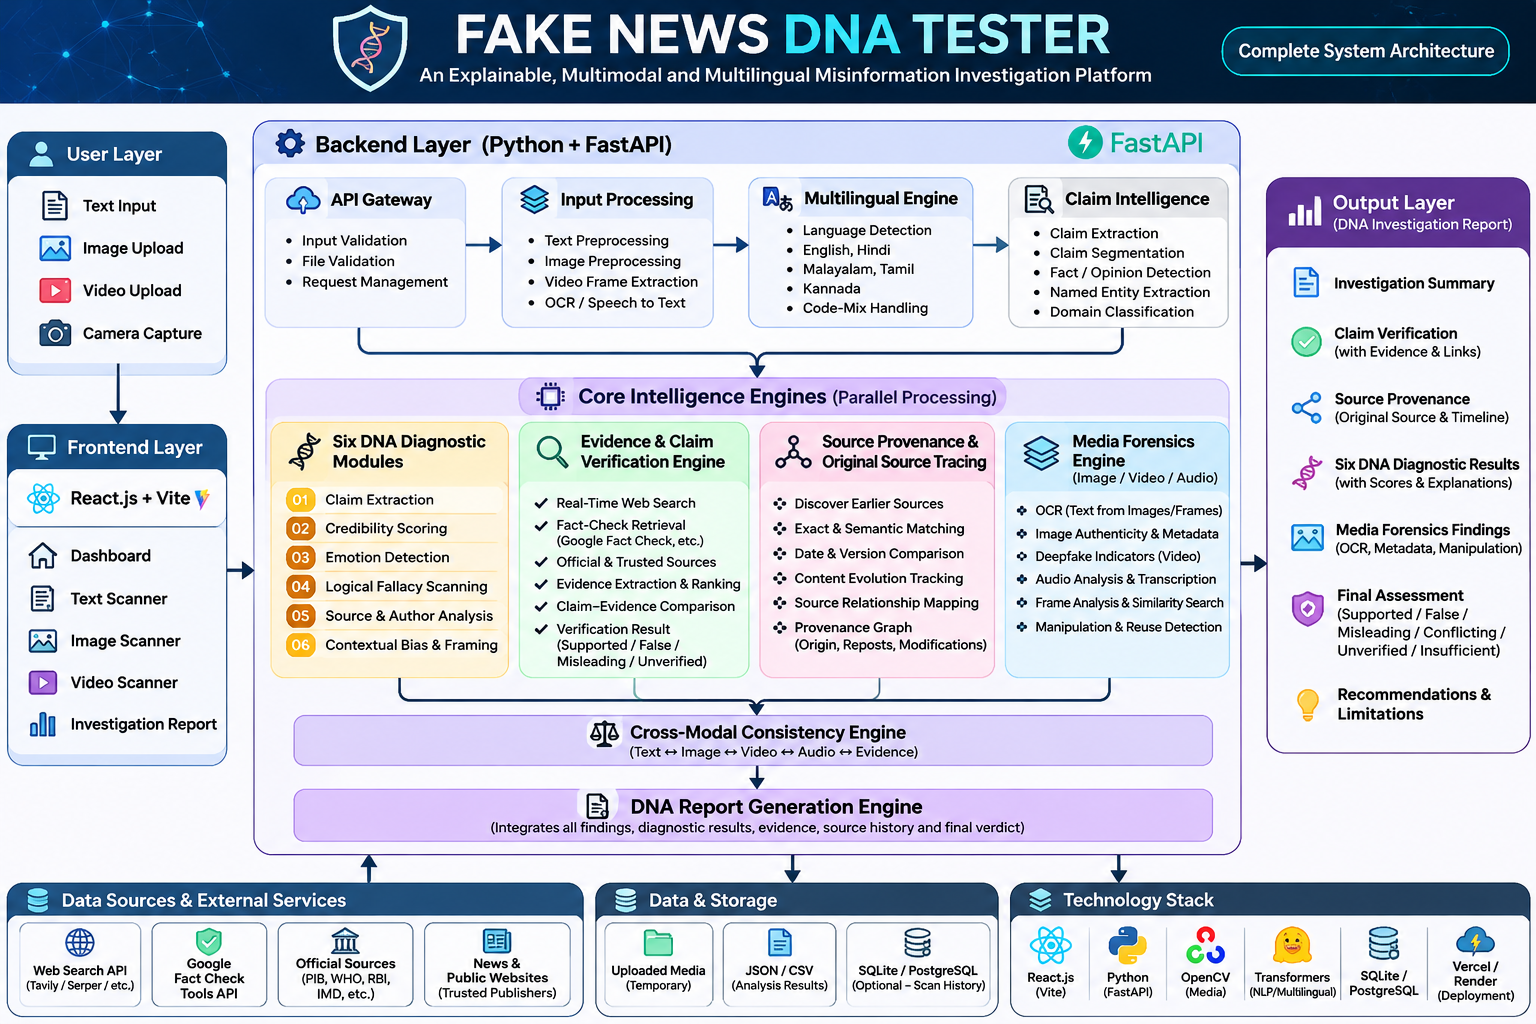 FAKE NEWS DNA TESTER
An Explainable, Multimodal and Multilingual Misinformation Investigation Platform
Complete System Architecture
User Layer
Text Input
Image Upload
Video Upload
Camera Capture
Frontend Layer
React.js + Vite
Dashboard
Text Scanner
Image Scanner
Video Scanner
Investigation Report
Backend Layer (Python + FastAPI)
FastAPI
API Gateway
• Input Validation
• File Validation
• Request Management
Input Processing
• Text Preprocessing
• Image Preprocessing
• Video Frame Extraction
• OCR / Speech to Text
Multilingual Engine
• Language Detection
• English, Hindi
• Malayalam, Tamil
• Kannada
• Code-Mix Handling
Claim Intelligence
• Claim Extraction
• Claim Segmentation
• Fact / Opinion Detection
• Named Entity Extraction
• Domain Classification
Core Intelligence Engines (Parallel Processing)
Six DNA Diagnostic
Modules
01 Claim Extraction
02 Credibility Scoring
03 Emotion Detection
04 Logical Fallacy Scanning
05 Source & Author Analysis
06 Contextual Bias & Framing
Evidence & Claim
Verification Engine
✓ Real-Time Web Search
✓ Fact-Check Retrieval
(Google Fact Check, etc.)
✓ Official & Trusted Sources
✓ Evidence Extraction & Ranking
✓ Claim–Evidence Comparison
✓ Verification Result
(Supported / False /
Misleading / Unverified)
Source Provenance &
Original Source Tracing
❖ Discover Earlier Sources
❖ Exact & Semantic Matching
❖ Date & Version Comparison
❖ Content Evolution Tracking
❖ Source Relationship Mapping
❖ Provenance Graph
(Origin, Reposts, Modifications)
Media Forensics
Engine
(Image / Video / Audio)
❖ OCR (Text from Images/Frames)
❖ Image Authenticity & Metadata
❖ Deepfake Indicators (Video)
❖ Audio Analysis & Transcription
❖ Frame Analysis & Similarity Search
❖ Manipulation & Reuse Detection
Cross-Modal Consistency Engine
(Text ↔ Image ↔ Video ↔ Audio ↔ Evidence)
DNA Report Generation Engine
(Integrates all findings, diagnostic results, evidence, source history and final verdict)
Output Layer
(DNA Investigation Report)
Investigation Summary
Claim Verification
(with Evidence & Links)
Source Provenance
(Original Source & Timeline)
Six DNA Diagnostic Results
(with Scores & Explanations)
Media Forensics Findings
(OCR, Metadata, Manipulation)
Final Assessment
(Supported / False /
Misleading / Conflicting /
Unverified / Insufficient)
Recommendations &
Limitations
Data Sources & External Services
Web Search API
(Tavily / Serper / etc.)
Google
Fact Check
Tools API
Official Sources
(PIB, WHO, RBI,
IMD, etc.)
News &
Public Websites
(Trusted Publishers)
Data & Storage
Uploaded Media
(Temporary)
JSON / CSV
(Analysis Results)
SQLite / PostgreSQL
(Optional – Scan History)
Technology Stack
React.js
(Vite)
Python
(FastAPI)
OpenCV
(Media)
Transformers
(NLP/Multilingual)
SQLite /
PostgreSQL
Vercel /
Render
(Deployment)